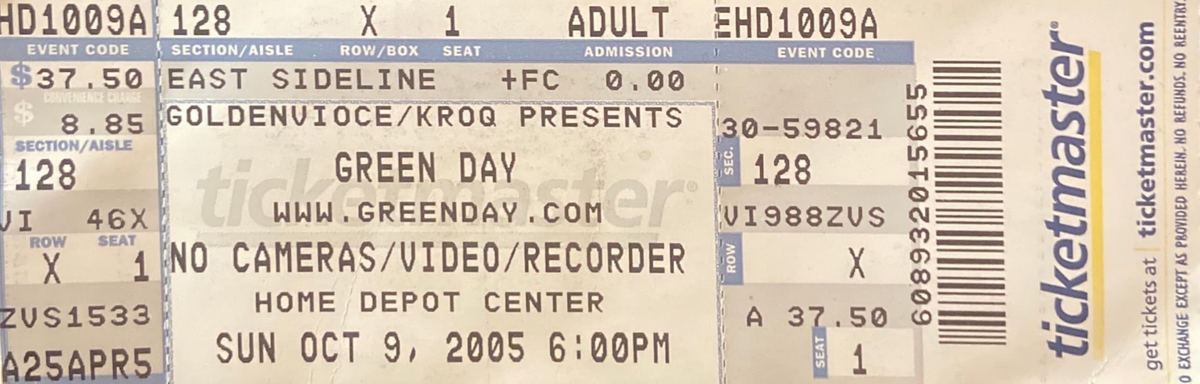 HD1009A
EVENT CODE
$37.50
CONVENIENCE CHARGE
$ 8.85
SECTION/AISLE
128
VI 46X
ROW SEAT
X 1
ZVS1533
A25APR5
128 X 1 ADULT
SECTION/AISLE ROW/BOX SEAT ADMISSION
EAST SIDELINE +FC 0.00
GOLDENVIOCE/KROQ PRESENTS
GREEN DAY
ticketmaster
WWW.GREENDAY.COM
NO CAMERAS/VIDEO/RECORDER
HOME DEPOT CENTER
SUN OCT 9, 2005 6:00PM
EHD1009A
EVENT CODE
30-59821
SEC. 128
VI988ZVS
ROW X
A 37.50
SEAT 1
608932015655
ticketmaster®
get tickets at ticketmaster.com
O EXCHANGE EXCEPT AS PROVIDED HEREIN. NO REFUNDS, NO REENTRY.